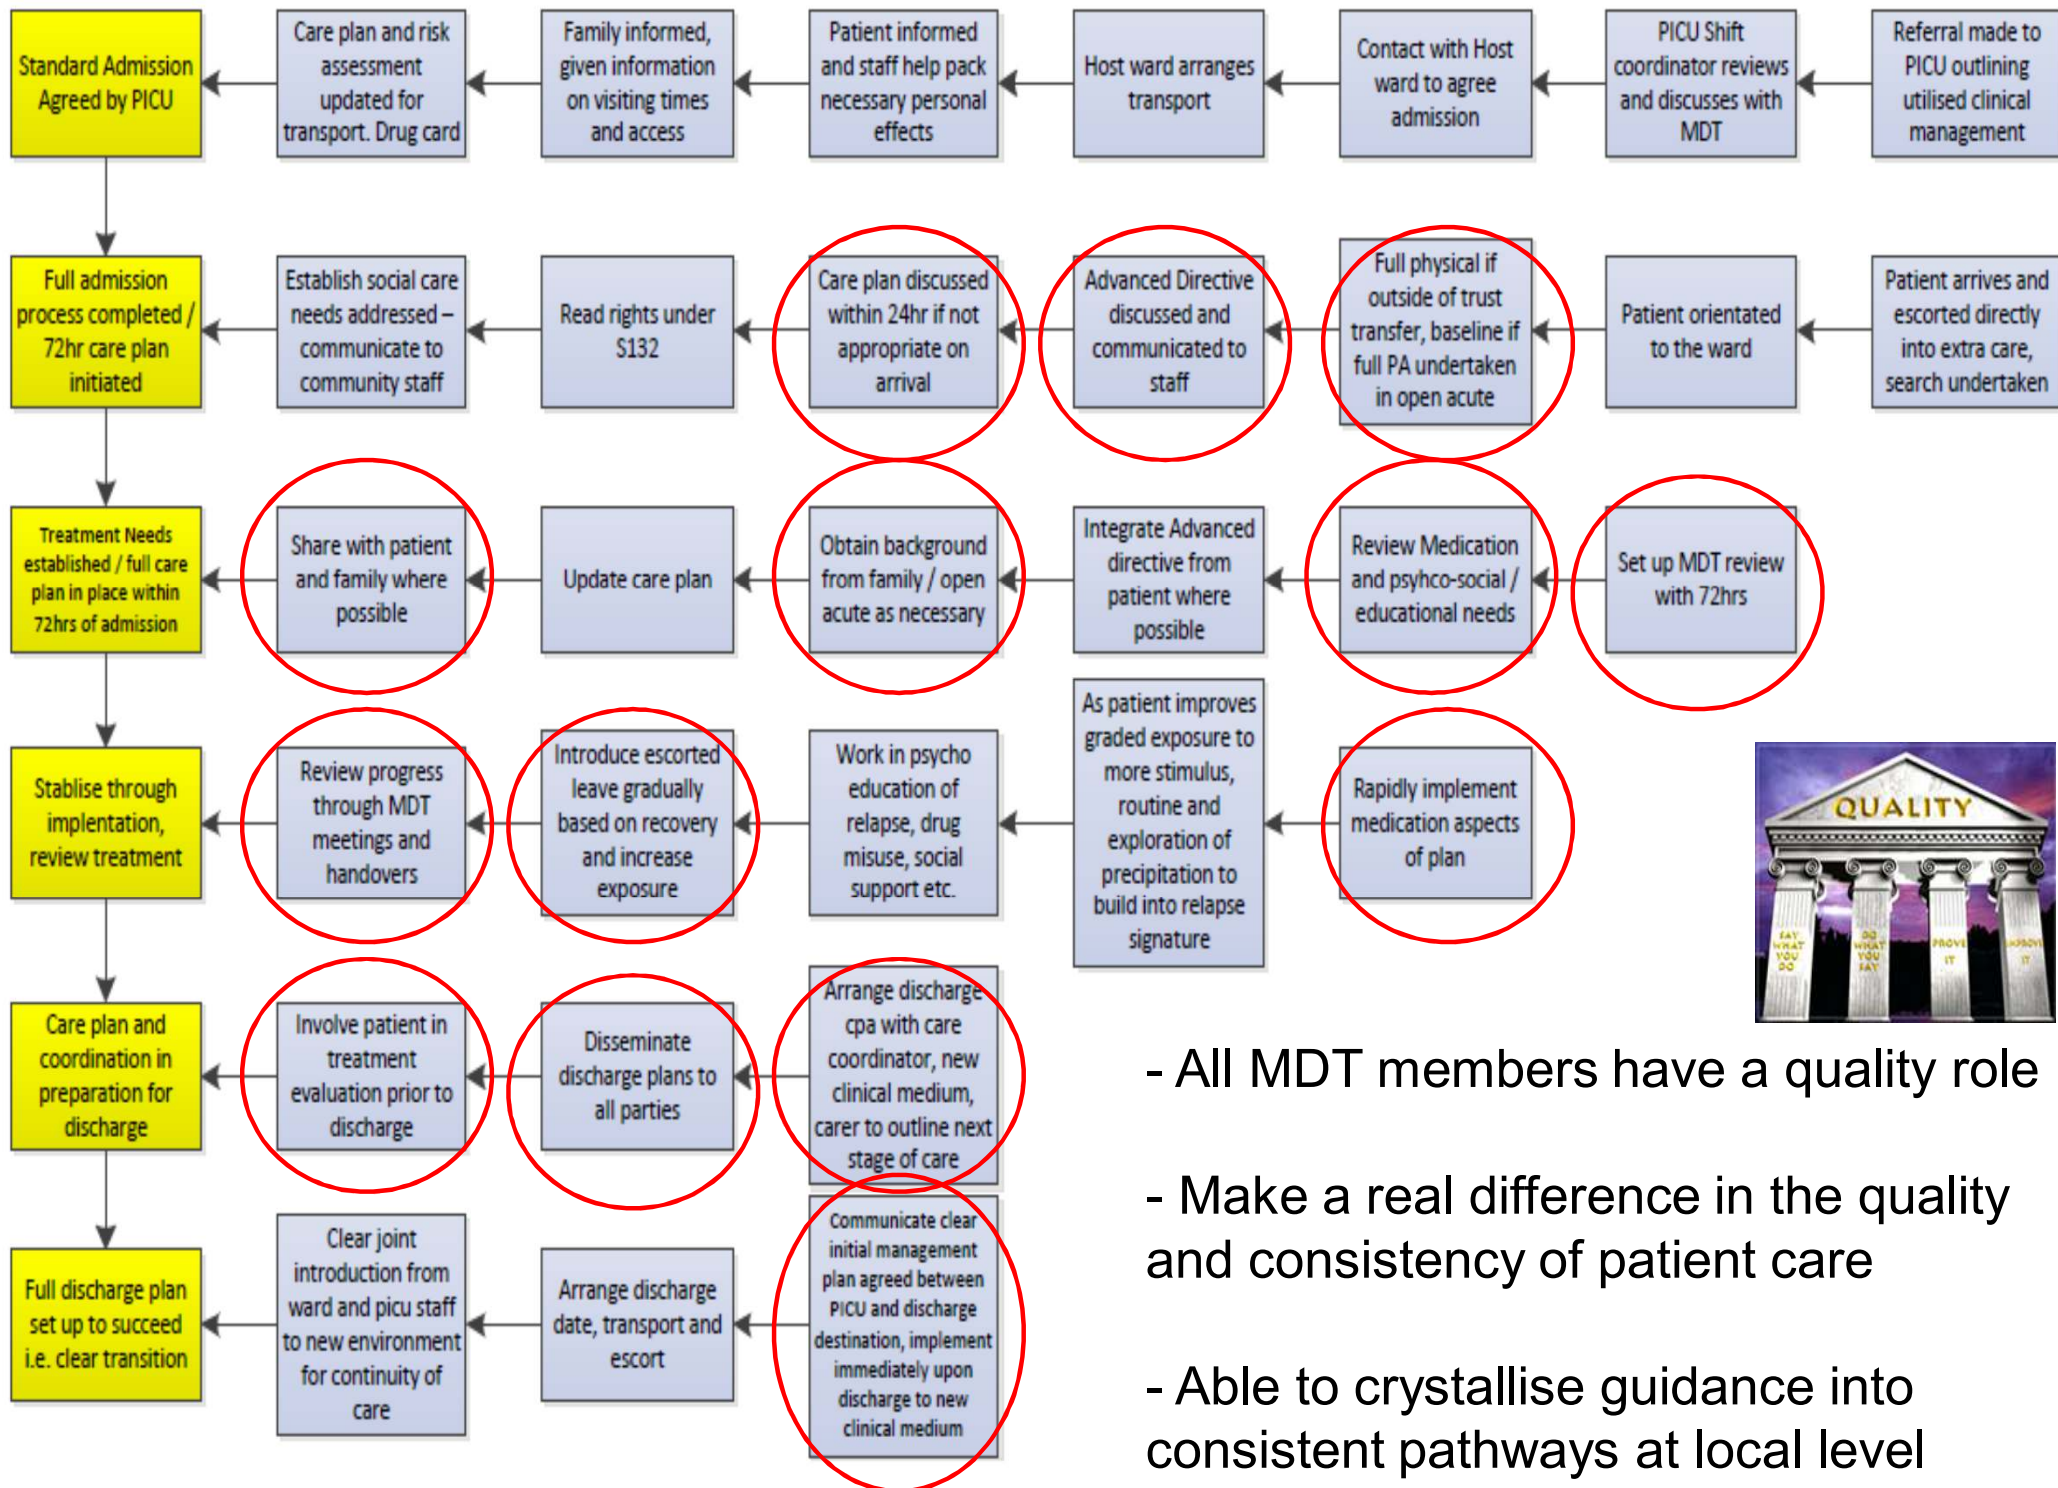 Standard Admission
Agreed by PICU
Care plan and risk
assessment
updated for
transport. Drug card
Family informed,
given information
on visiting times
and access
Patient informed
and staff help pack
necessary personal
effects
Host ward arranges
transport
Contact with Host
ward to agree
admission
PICU Shift
coordinator reviews
and discusses with
MDT
Referral made to
PICU outlining
utilised clinical
management
Full admission
process completed /
72hr care plan
initiated
Establish social care
needs addressed –
communicate to
community staff
Read rights under
S132
Care plan discussed
within 24hr if not
appropriate on
arrival
Advanced Directive
discussed and
communicated to
staff
Full physical if
outside of trust
transfer, baseline if
full PA undertaken
in open acute
Patient orientated
to the ward
Patient arrives and
escorted directly
into extra care,
search undertaken
Treatment Needs
established / full care
plan in place within
72hrs of admission
Share with patient
and family where
possible
Update care plan
Obtain background
from family / open
acute as necessary
Integrate Advanced
directive from
patient where
possible
Review Medication
and psyhco-social /
educational needs
Set up MDT review
with 72hrs
Stablise through
implentation,
review treatment
Review progress
through MDT
meetings and
handovers
Introduce escorted
leave gradually
based on recovery
and increase
exposure
Work in psycho
education of
relapse, drug
misuse, social
support etc.
As patient improves
graded exposure to
more stimulus,
routine and
exploration of
precipitation to
build into relapse
signature
Rapidly implement
medication aspects
of plan
QUALITY
SAY
WHAT
YOU
DO
DO
WHAT
YOU
SAY
PROVE
IT
IMPROVE
IT
Care plan and
coordination in
preparation for
discharge
Involve patient in
treatment
evaluation prior to
discharge
Disseminate
discharge plans to
all parties
Arrange discharge
cpa with care
coordinator, new
clinical medium,
carer to outline next
stage of care
Full discharge plan
set up to succeed
i.e. clear transition
Clear joint
introduction from
ward and picu staff
to new environment
for continuity of
care
Arrange discharge
date, transport and
escort
Communicate clear
initial management
plan agreed between
PICU and discharge
destination, implement
immediately upon
discharge to new
clinical medium
- All MDT members have a quality role
- Make a real difference in the quality
and consistency of patient care
- Able to crystallise guidance into
consistent pathways at local level